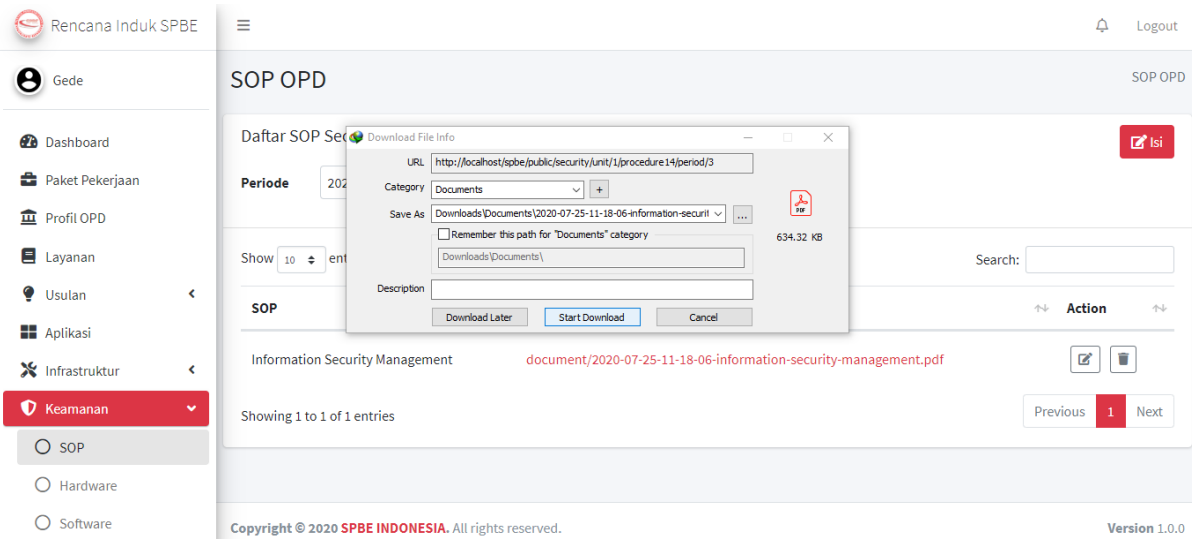 Rencana Induk SPBE
Logout
Gede
SOP OPD
SOP OPD
Dashboard
Paket Pekerjaan
Profil OPD
Layanan
Usulan
Aplikasi
Infrastruktur
Keamanan
SOP
Hardware
Software
Daftar SOP Sec
Isi
Periode 202
Show 10 ent
Search:
SOP
Action
Information Security Management document/2020-07-25-11-18-06-information-security-management.pdf
Showing 1 to 1 of 1 entries
Previous 1 Next
Download File Info
URL http://localhost/spbe/public/security/unit/1/procedure14/period/3
Category Documents +
Save As Downloads\Documents\2020-07-25-11-18-06-information-securit ...
Remember this path for "Documents" category
Downloads\Documents\
Description
Download Later Start Download Cancel
PDF
634.32 KB
Copyright © 2020 SPBE INDONESIA. All rights reserved.
Version 1.0.0